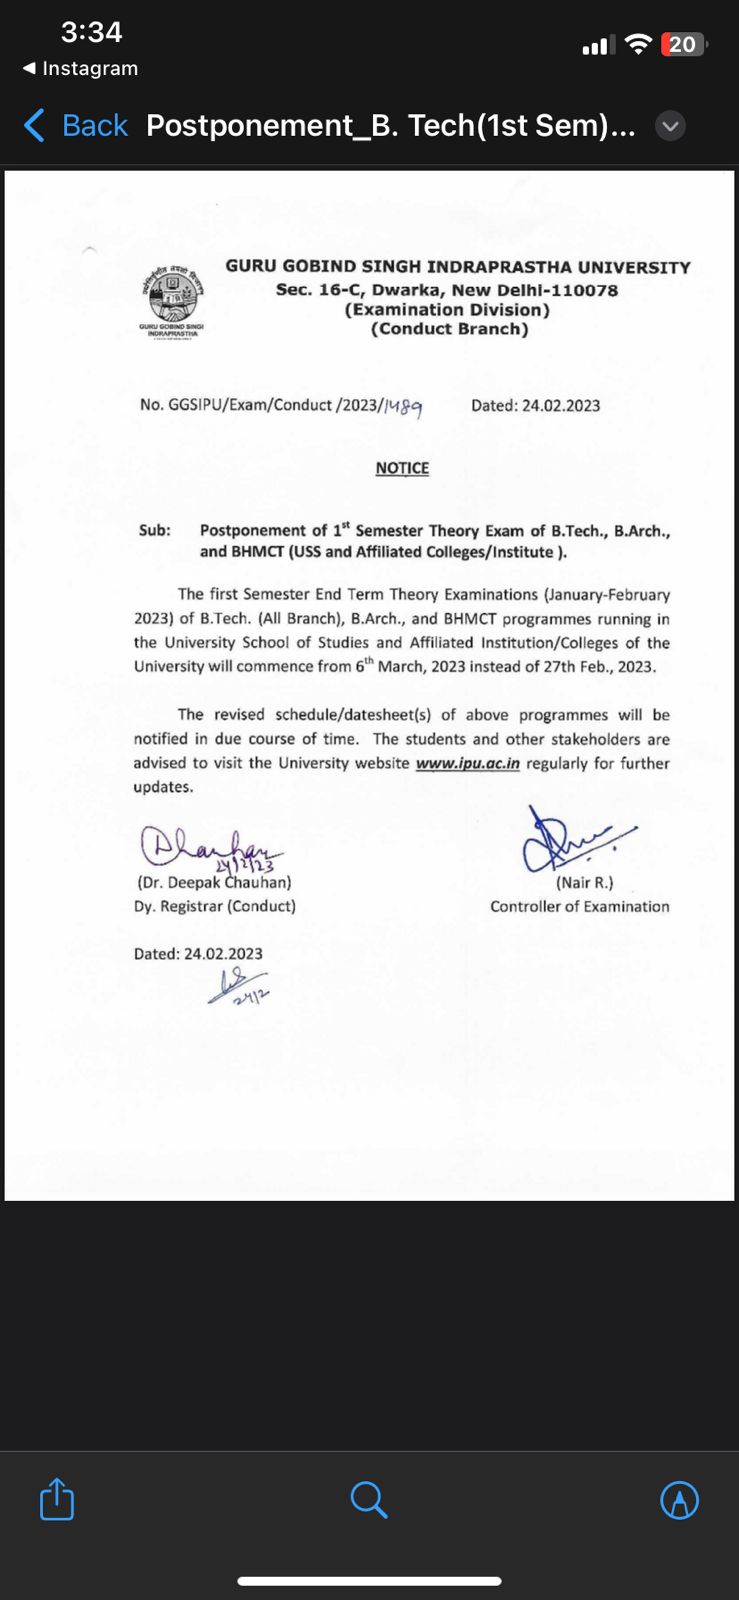 3:34
20
◀ Instagram
Back Postponement_B. Tech(1st Sem)...
GURU GOBIND SINGH INDRAPRASTHA UNIVERSITY
Sec. 16-C, Dwarka, New Delhi-110078
(Examination Division)
(Conduct Branch)
GURU GOBIND SINGH
INDRAPRASTHA
No. GGSIPU/Exam/Conduct /2023/1489 Dated: 24.02.2023
NOTICE
Sub: Postponement of 1st Semester Theory Exam of B.Tech., B.Arch.,
and BHMCT (USS and Affiliated Colleges/Institute ).
The first Semester End Term Theory Examinations (January-February
2023) of B.Tech. (All Branch), B.Arch., and BHMCT programmes running in
the University School of Studies and Affiliated Institution/Colleges of the
University will commence from 6th March, 2023 instead of 27th Feb., 2023.
The revised schedule/datesheet(s) of above programmes will be
notified in due course of time. The students and other stakeholders are
advised to visit the University website www.ipu.ac.in regularly for further
updates.
24/2/23
(Dr. Deepak Chauhan) (Nair R.)
Dy. Registrar (Conduct) Controller of Examination
Dated: 24.02.2023
24/2